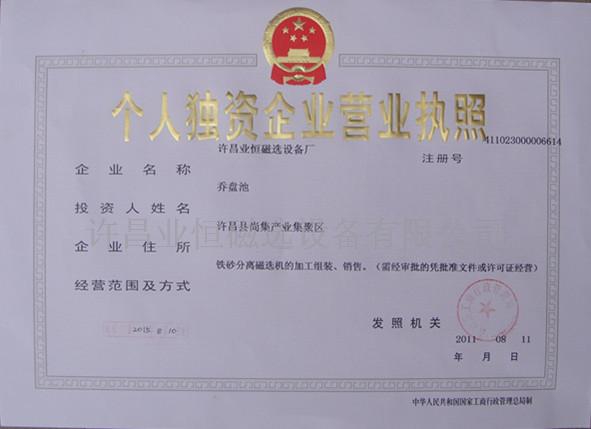 个人独资企业营业执照
411023000006614
许昌业恒磁选设备厂
注册号
企业名称
乔盘池
投资人姓名
许昌县尚集产业集聚区
企业住所
许昌业恒磁选设备有限公司
铁砂分离磁选机的加工组装、销售。（需经审批的凭批准文件或许可证经营）
经营范围及方式
发照机关
2015 8 10
2011 08 11
年 月 日
中华人民共和国国家工商行政管理总局制